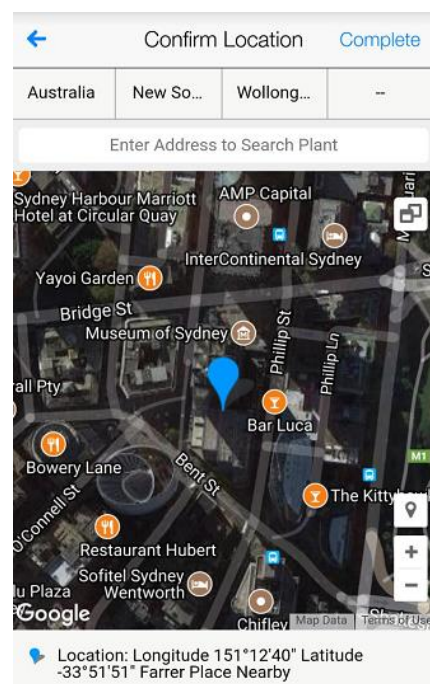 Confirm Location
Complete
Australia
New So...
Wollong...
--
Enter Address to Search Plant
Sydney Harbour Marriott
Hotel at Circular Quay
AMP Capital
InterContinental Sydney
Yayoi Garden
Bridge St
Museum of Sydney
Phillip St
Phillip Ln
Bar Luca
M1
Bowery Lane
Bent St
The Kitty
O'Connell St
Restaurant Hubert
Sofitel Sydney
Wentworth
Plaza
Google
Chifley
Map Data
Terms of Use
Location: Longitude 151°12'40" Latitude
-33°51'51" Farrer Place Nearby